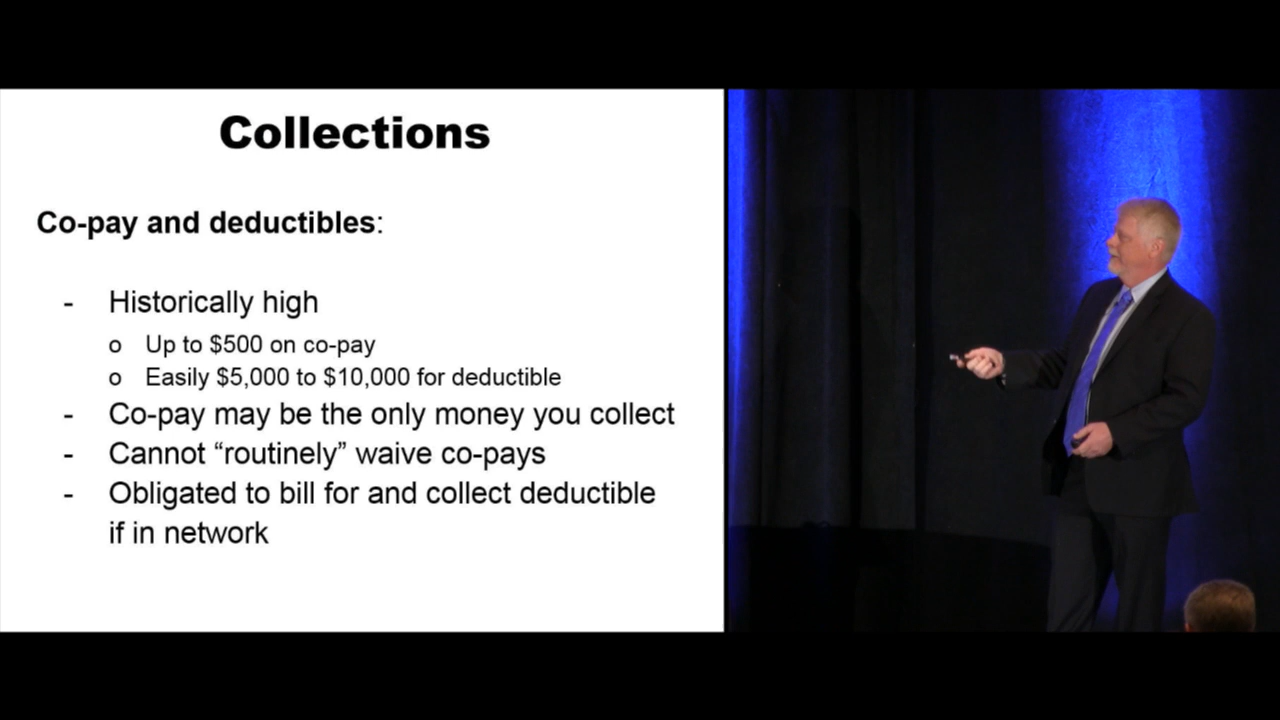 Collections
Co-pay and deductibles:
- Historically high
o Up to $500 on co-pay
o Easily $5,000 to $10,000 for deductible
- Co-pay may be the only money you collect
- Cannot “routinely” waive co-pays
- Obligated to bill for and collect deductible
if in network